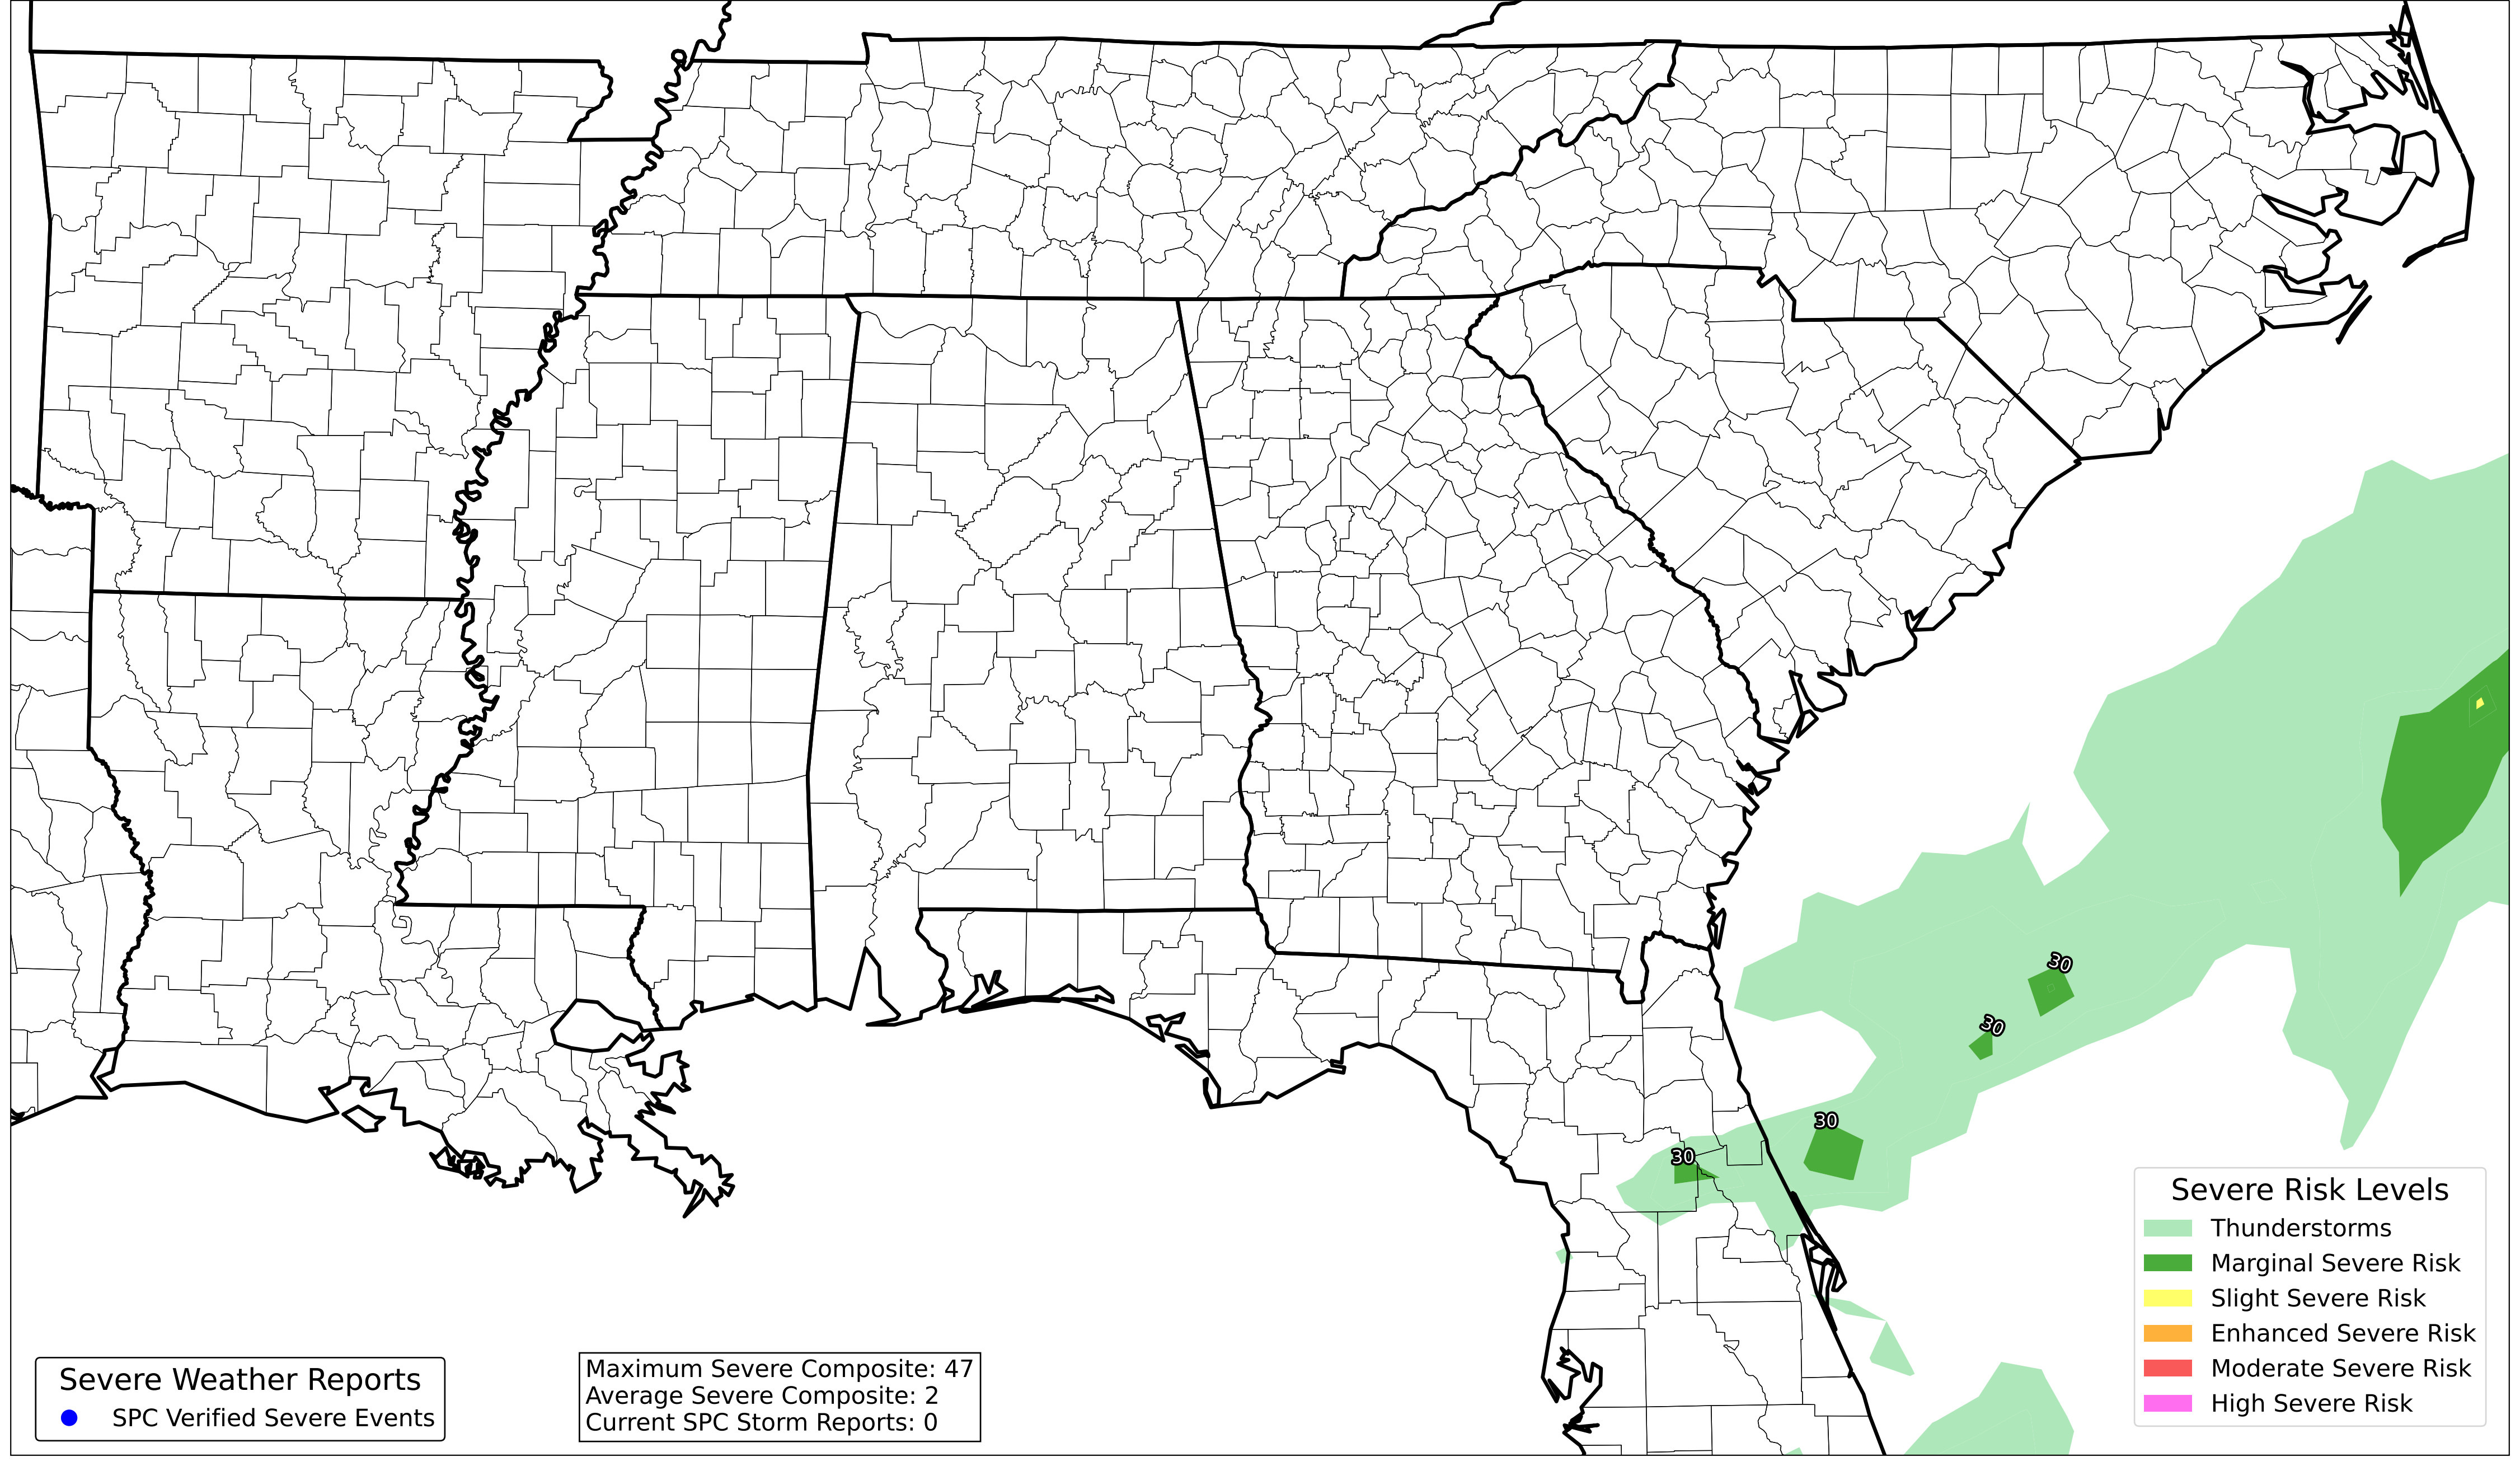 30
30
30
30
Severe Risk Levels
Thunderstorms
Marginal Severe Risk
Slight Severe Risk
Enhanced Severe Risk
Moderate Severe Risk
High Severe Risk
Severe Weather Reports
SPC Verified Severe Events
Maximum Severe Composite: 47
Average Severe Composite: 2
Current SPC Storm Reports: 0